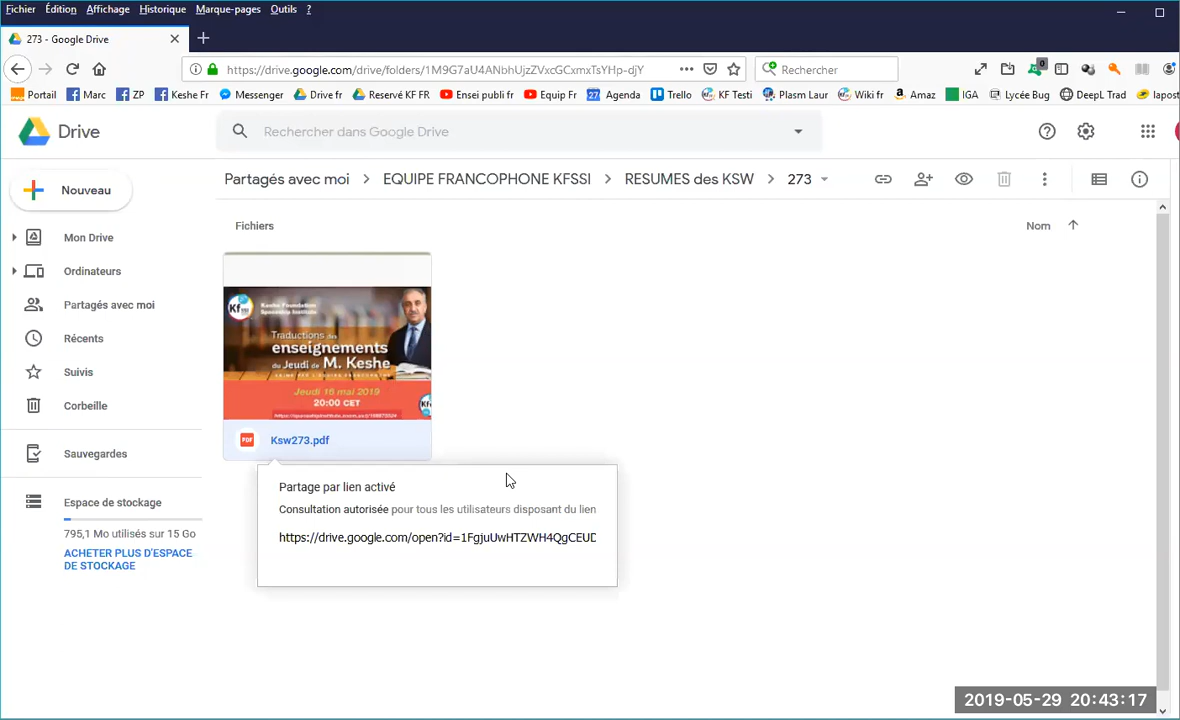 Fichier Édition Affichage Historique Marque-pages Outils ?
273 - Google Drive
https://drive.google.com/drive/folders/1M9G7aU4ANbhUjzZVxcGCxmxTsYHp-djY
Rechercher
Portail Marc ZP Keshe Fr Messenger Drive fr Reservé KF FR Ensei publi fr Equip Fr 27 Agenda Trello KF Testi Plasm Laur Wiki fr Amaz IGA Lycée Bug DeepL Trad lapost
Drive
Rechercher dans Google Drive
Nouveau
Partagés avec moi > EQUIPE FRANCOPHONE KFSSI > RESUMES des KSW > 273
Mon Drive
Ordinateurs
Partagés avec moi
Récents
Suivis
Corbeille
Sauvegardes
Espace de stockage
795,1 Mo utilisés sur 15 Go
ACHETER PLUS D'ESPACE
DE STOCKAGE
Fichiers
Nom
Keshe Foundation
Spaceship Institute
Traductions des
enseignements
du Jeudi de M. Keshe
Jeudi 16 mai 2019
20:00 CET
PDF
Ksw273.pdf
Partage par lien activé
Consultation autorisée pour tous les utilisateurs disposant du lien
https://drive.google.com/open?id=1FgjuUwHTZWH4QgCEUD
2019-05-29 20:43:17